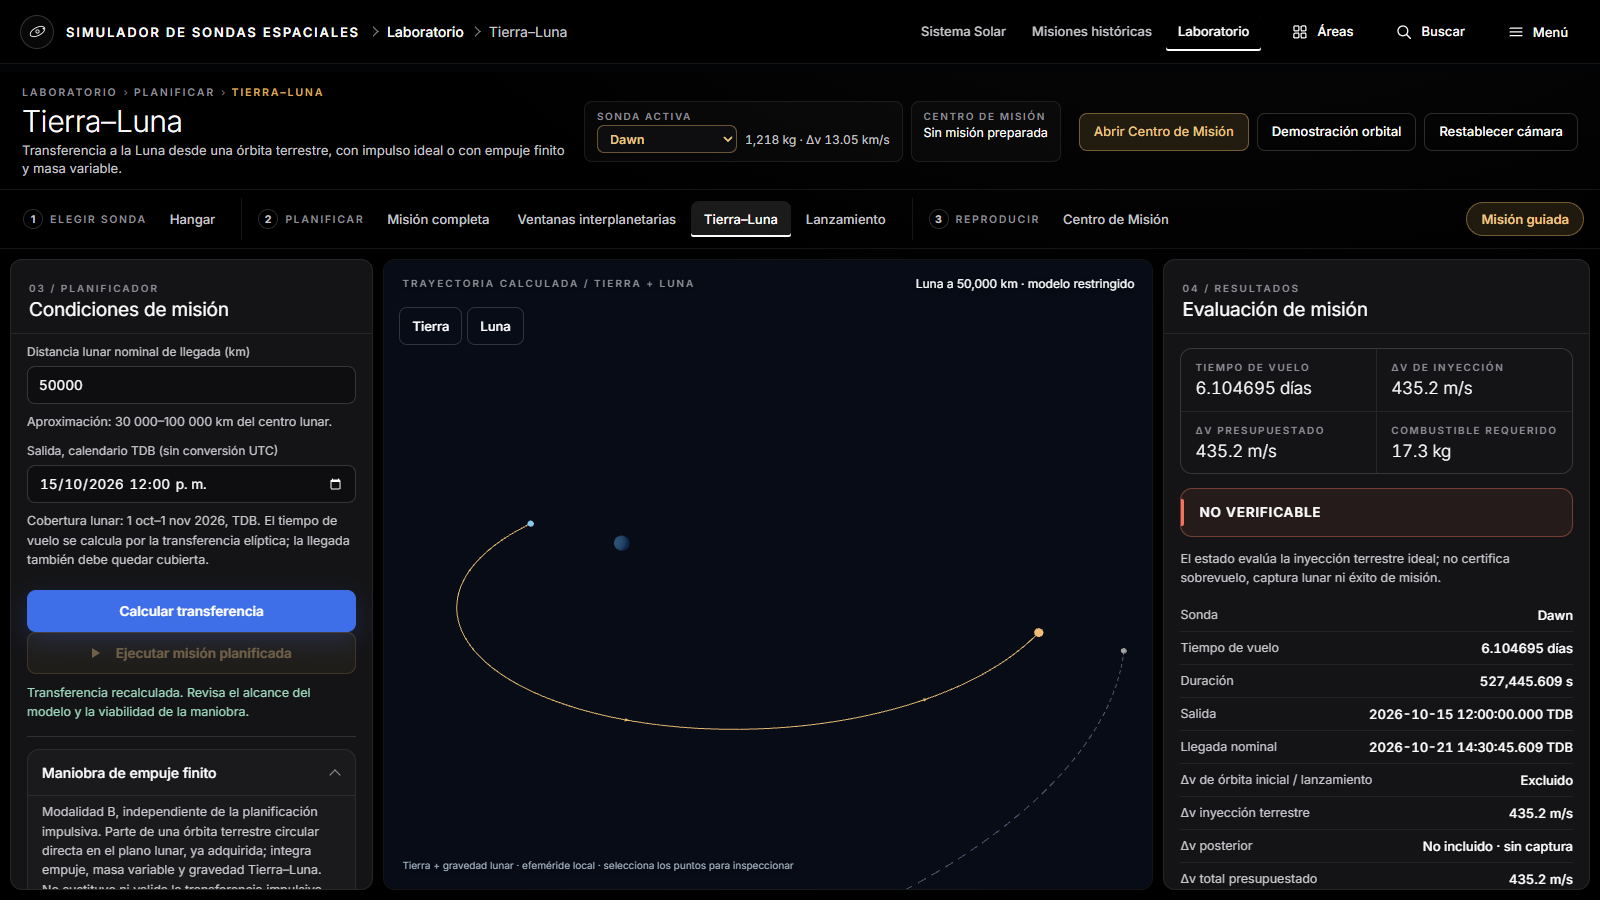 SIMULADOR DE SONDAS ESPACIALES > Laboratorio > Tierra–Luna
Sistema Solar
Misiones históricas
Laboratorio
Áreas
Buscar
Menú
LABORATORIO › PLANIFICAR › TIERRA–LUNA
Tierra–Luna
Transferencia a la Luna desde una órbita terrestre, con impulso ideal o con empuje finito
y masa variable.
SONDA ACTIVA
Dawn
1,218 kg · Δv 13.05 km/s
CENTRO DE MISIÓN
Sin misión preparada
Abrir Centro de Misión
Demostración orbital
Restablecer cámara
1 ELEGIR SONDA
Hangar
2 PLANIFICAR
Misión completa
Ventanas interplanetarias
Tierra–Luna
Lanzamiento
3 REPRODUCIR
Centro de Misión
Misión guiada
03 / PLANIFICADOR
Condiciones de misión
Distancia lunar nominal de llegada (km)
50000
Aproximación: 30 000–100 000 km del centro lunar.
Salida, calendario TDB (sin conversión UTC)
15/10/2026 12:00 p. m.
Cobertura lunar: 1 oct–1 nov 2026, TDB. El tiempo de
vuelo se calcula por la transferencia elíptica; la llegada
también debe quedar cubierta.
Calcular transferencia
Ejecutar misión planificada
Transferencia recalculada. Revisa el alcance del
modelo y la viabilidad de la maniobra.
Maniobra de empuje finito
Modalidad B, independiente de la planificación
impulsiva. Parte de una órbita terrestre circular
directa en el plano lunar, ya adquirida; integra
empuje, masa variable y gravedad Tierra–Luna.
No sustituye ni valida la transferencia impulsiva
TRAYECTORIA CALCULADA / TIERRA + LUNA
Luna a 50,000 km · modelo restringido
Tierra
Luna
Tierra + gravedad lunar · efeméride local · selecciona los puntos para inspeccionar
04 / RESULTADOS
Evaluación de misión
TIEMPO DE VUELO
6.104695 días
ΔV DE INYECCIÓN
435.2 m/s
ΔV PRESUPUESTADO
435.2 m/s
COMBUSTIBLE REQUERIDO
17.3 kg
NO VERIFICABLE
El estado evalúa la inyección terrestre ideal; no certifica
sobrevuelo, captura lunar ni éxito de misión.
Sonda Dawn
Tiempo de vuelo 6.104695 días
Duración 527,445.609 s
Salida 2026-10-15 12:00:00.000 TDB
Llegada nominal 2026-10-21 14:30:45.609 TDB
Δv de órbita inicial / lanzamiento Excluido
Δv inyección terrestre 435.2 m/s
Δv posterior No incluido · sin captura
Δv total presupuestado 435.2 m/s